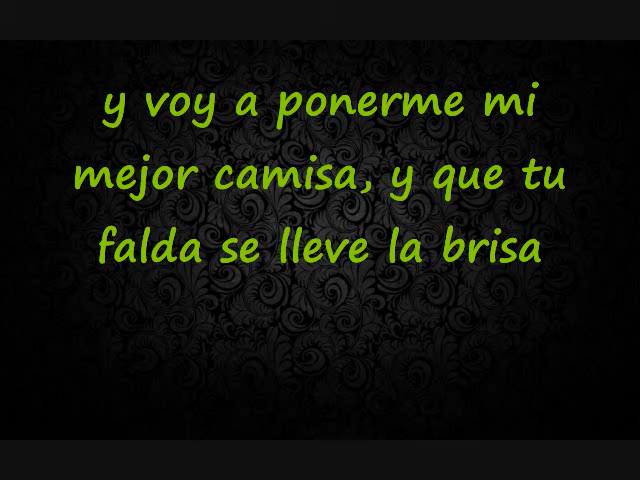 y voy a ponerme mi
mejor camisa, y que tu
falda se lleve la brisa